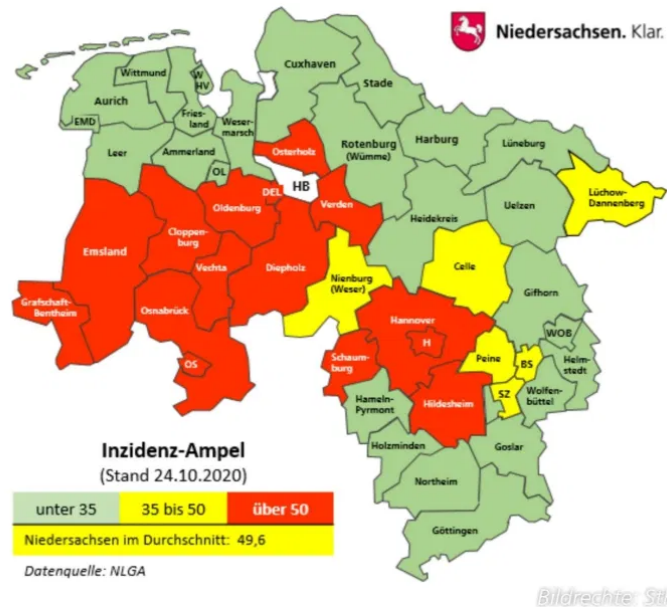 Niedersachsen. Klar.
Cuxhaven
Wittmund
W
HV
Stade
Aurich
Fries-
land
EMD
Weser-
marsch
Rotenburg
(Wümme)
Harburg
Lüneburg
Leer
Ammerland
Osterholz
OL
HB
DEL
Lüchow-
Dannenberg
Oldenburg
Verden
Uelzen
Heidekreis
Cloppen-
burg
Emsland
Vechta
Diepholz
Celle
Nienburg
(Weser)
Gifhorn
Grafschaft-
Bentheim
Osnabrück
Hannover
WOB
H
Peine
BS
Helm-
stedt
Schaum-
burg
OS
SZ
Wolfen-
büttel
Hameln-
Pyrmont
Hildesheim
Holzminden
Goslar
Northeim
Göttingen
Inzidenz-Ampel
(Stand 24.10.2020)
unter 35 35 bis 50 über 50
Niedersachsen im Durchschnitt: 49,6
Datenquelle: NLGA
Bildrechte: